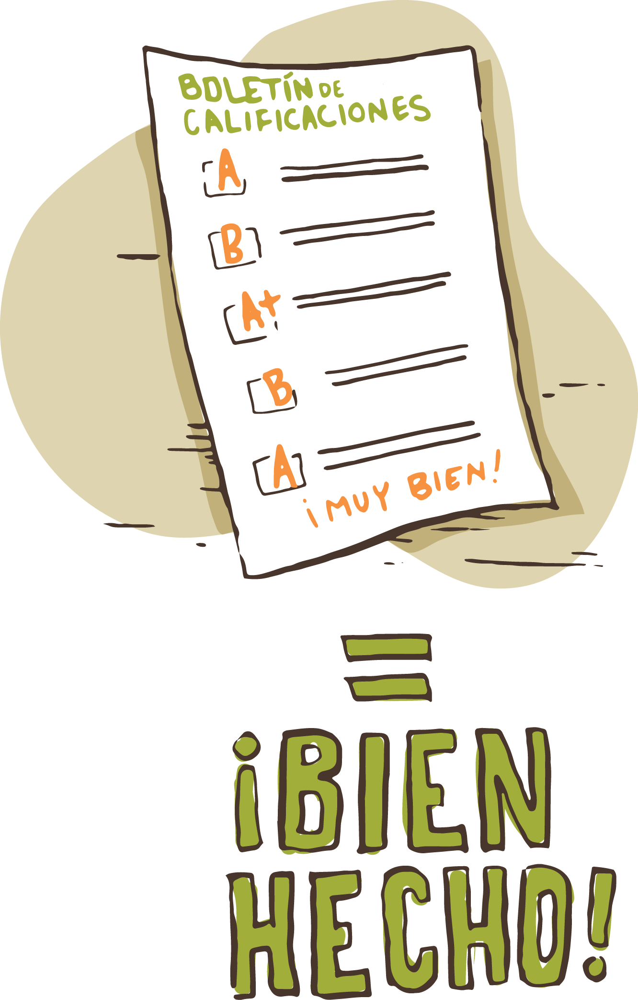 BOLETÍN DE
CALIFICACIONES
A
B
A+
B
A
¡MUY BIEN!
=
¡BIEN
HECHO!